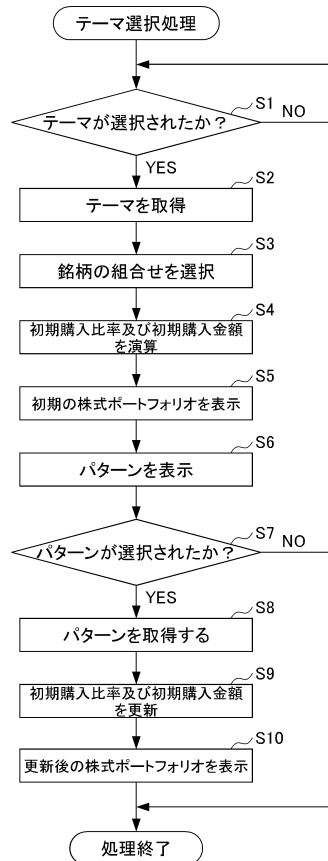 テーマ選択処理
S1
テーマが選択されたか？
NO
YES
S2
テーマを取得
S3
銘柄の組合せを選択
S4
初期購入比率及び初期購入金額
を演算
S5
初期の株式ポートフォリオを表示
S6
パターンを表示
S7
パターンが選択されたか？
NO
YES
S8
パターンを取得する
S9
初期購入比率及び初期購入金額
を更新
S10
更新後の株式ポートフォリオを表示
処理終了